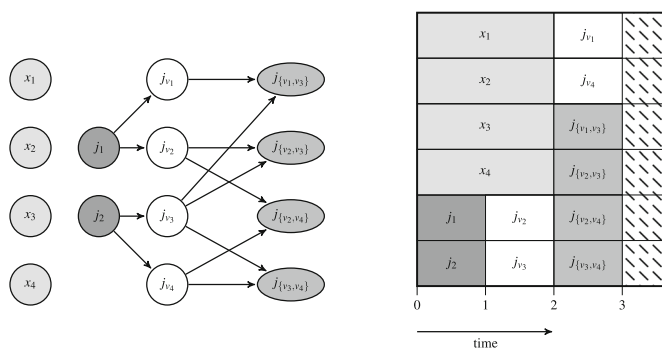 x₁ j_{v₁} j_{{v₁,v₃}}
x₂ j₁ j_{v₂} j_{{v₂,v₃}}
x₃ j₂ j_{v₃} j_{{v₂,v₄}}
x₄ j_{v₄} j_{{v₃,v₄}}
x₁ j_{v₁}
x₂ j_{v₄}
x₃ j_{{v₁,v₃}}
x₄ j_{{v₂,v₃}}
j₁ j_{v₂} j_{{v₂,v₄}}
j₂ j_{v₃} j_{{v₃,v₄}}
0 1 2 3
time